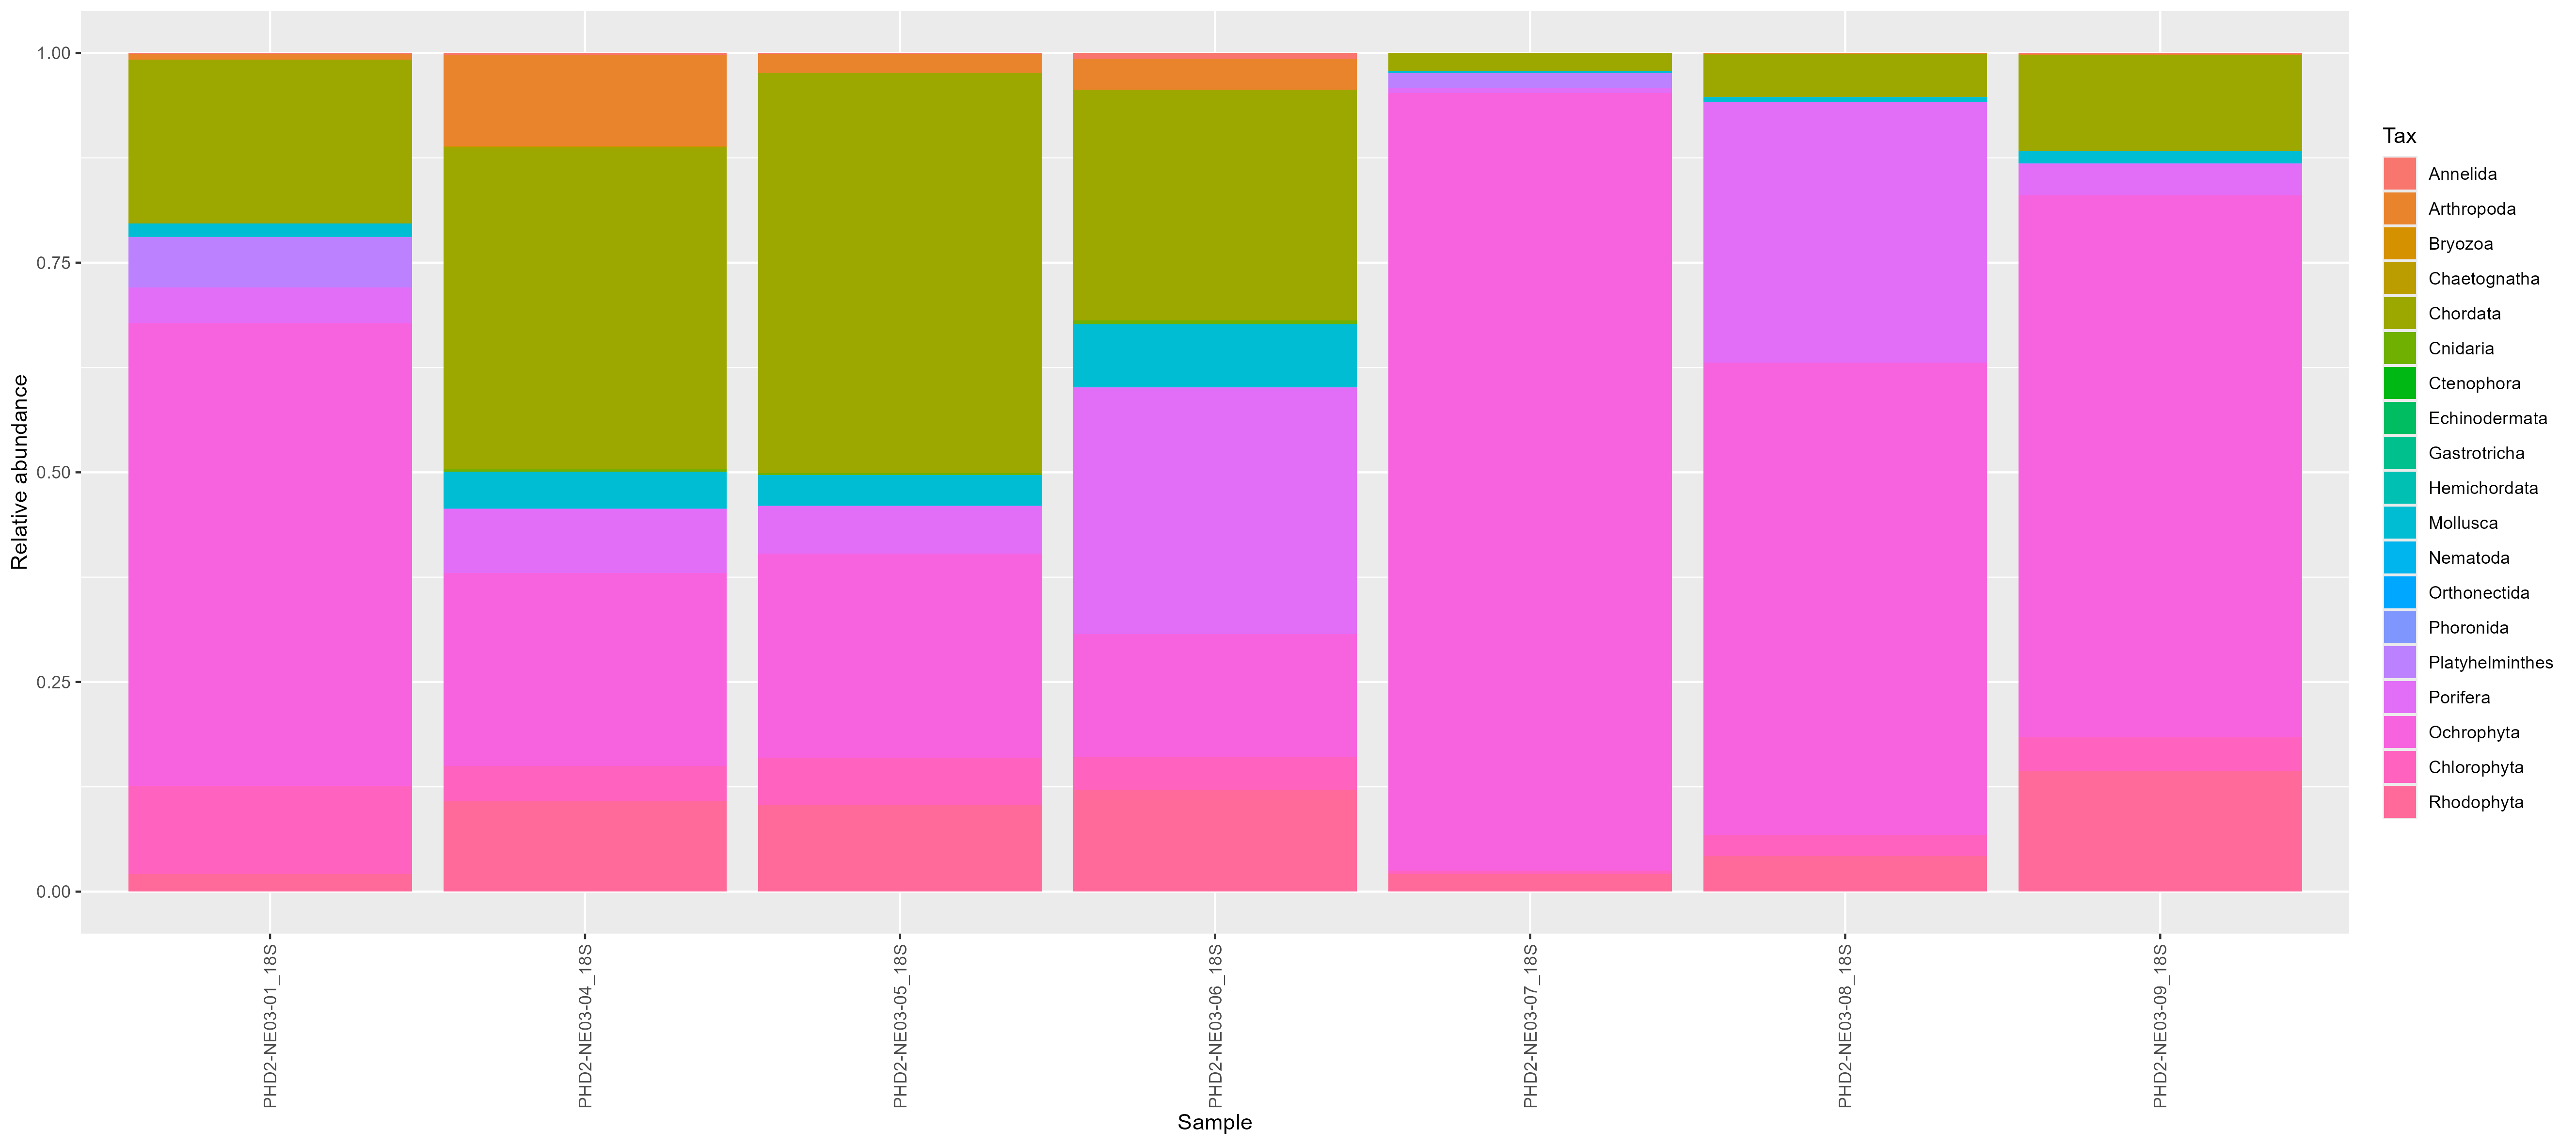 1.00
0.75
0.50
0.25
0.00
Relative abundance
PHD2-NE03-01_18S
PHD2-NE03-04_18S
PHD2-NE03-05_18S
PHD2-NE03-06_18S
PHD2-NE03-07_18S
PHD2-NE03-08_18S
PHD2-NE03-09_18S
Sample
Tax
Annelida
Arthropoda
Bryozoa
Chaetognatha
Chordata
Cnidaria
Ctenophora
Echinodermata
Gastrotricha
Hemichordata
Mollusca
Nematoda
Orthonectida
Phoronida
Platyhelminthes
Porifera
Ochrophyta
Chlorophyta
Rhodophyta